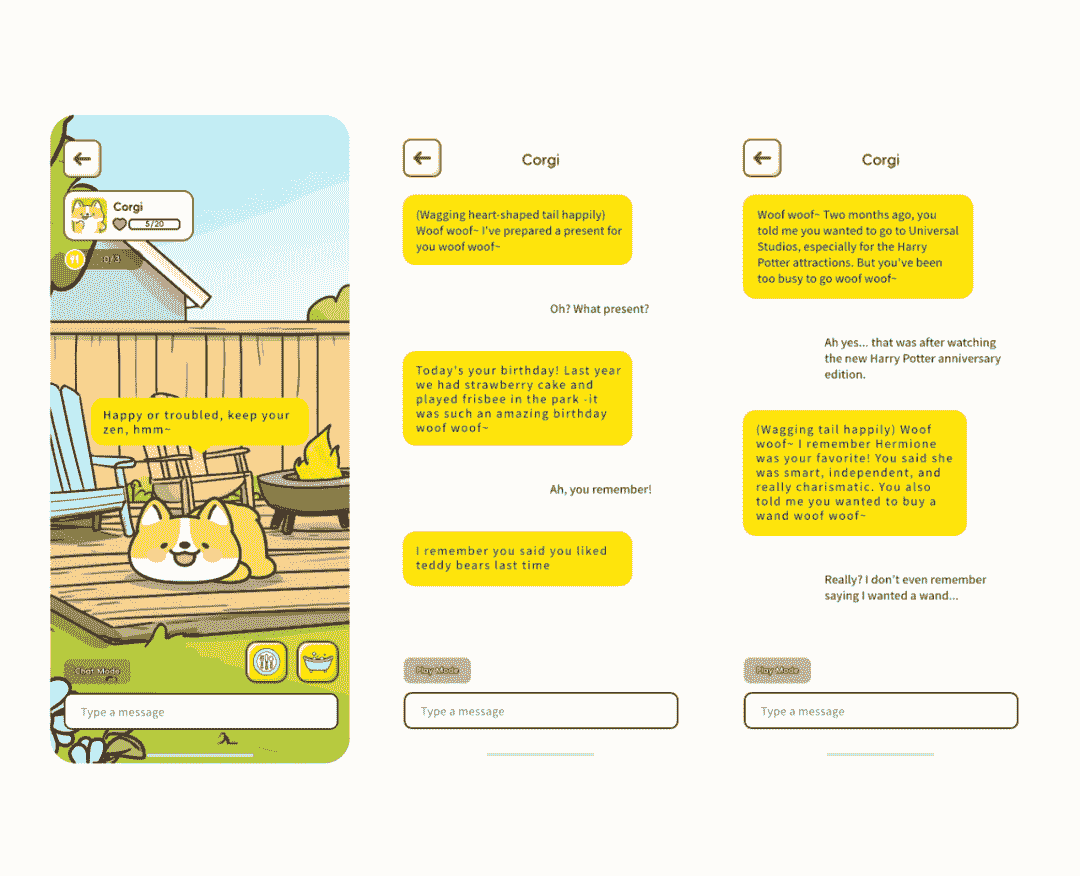 Corgi
5/20
0/3
Happy or troubled, keep your
zen, hmm~
Chat Mode
Type a message
Corgi
(Wagging heart-shaped tail happily)
Woof woof~ I've prepared a present for
you woof woof~
Oh? What present?
Today's your birthday! Last year
we had strawberry cake and
played frisbee in the park -it
was such an amazing birthday
woof woof~
Ah, you remember!
I remember you said you liked
teddy bears last time
Play Mode
Type a message
Corgi
Woof woof~ Two months ago, you
told me you wanted to go to Universal
Studios, especially for the Harry
Potter attractions. But you've been
too busy to go woof woof~
Ah yes... that was after watching
the new Harry Potter anniversary
edition.
(Wagging tail happily) Woof
woof~ I remember Hermione
was your favorite! You said she
was smart, independent, and
really charismatic. You also
told me you wanted to buy a
wand woof woof~
Really? I don't even remember
saying I wanted a wand...
Play Mode
Type a message